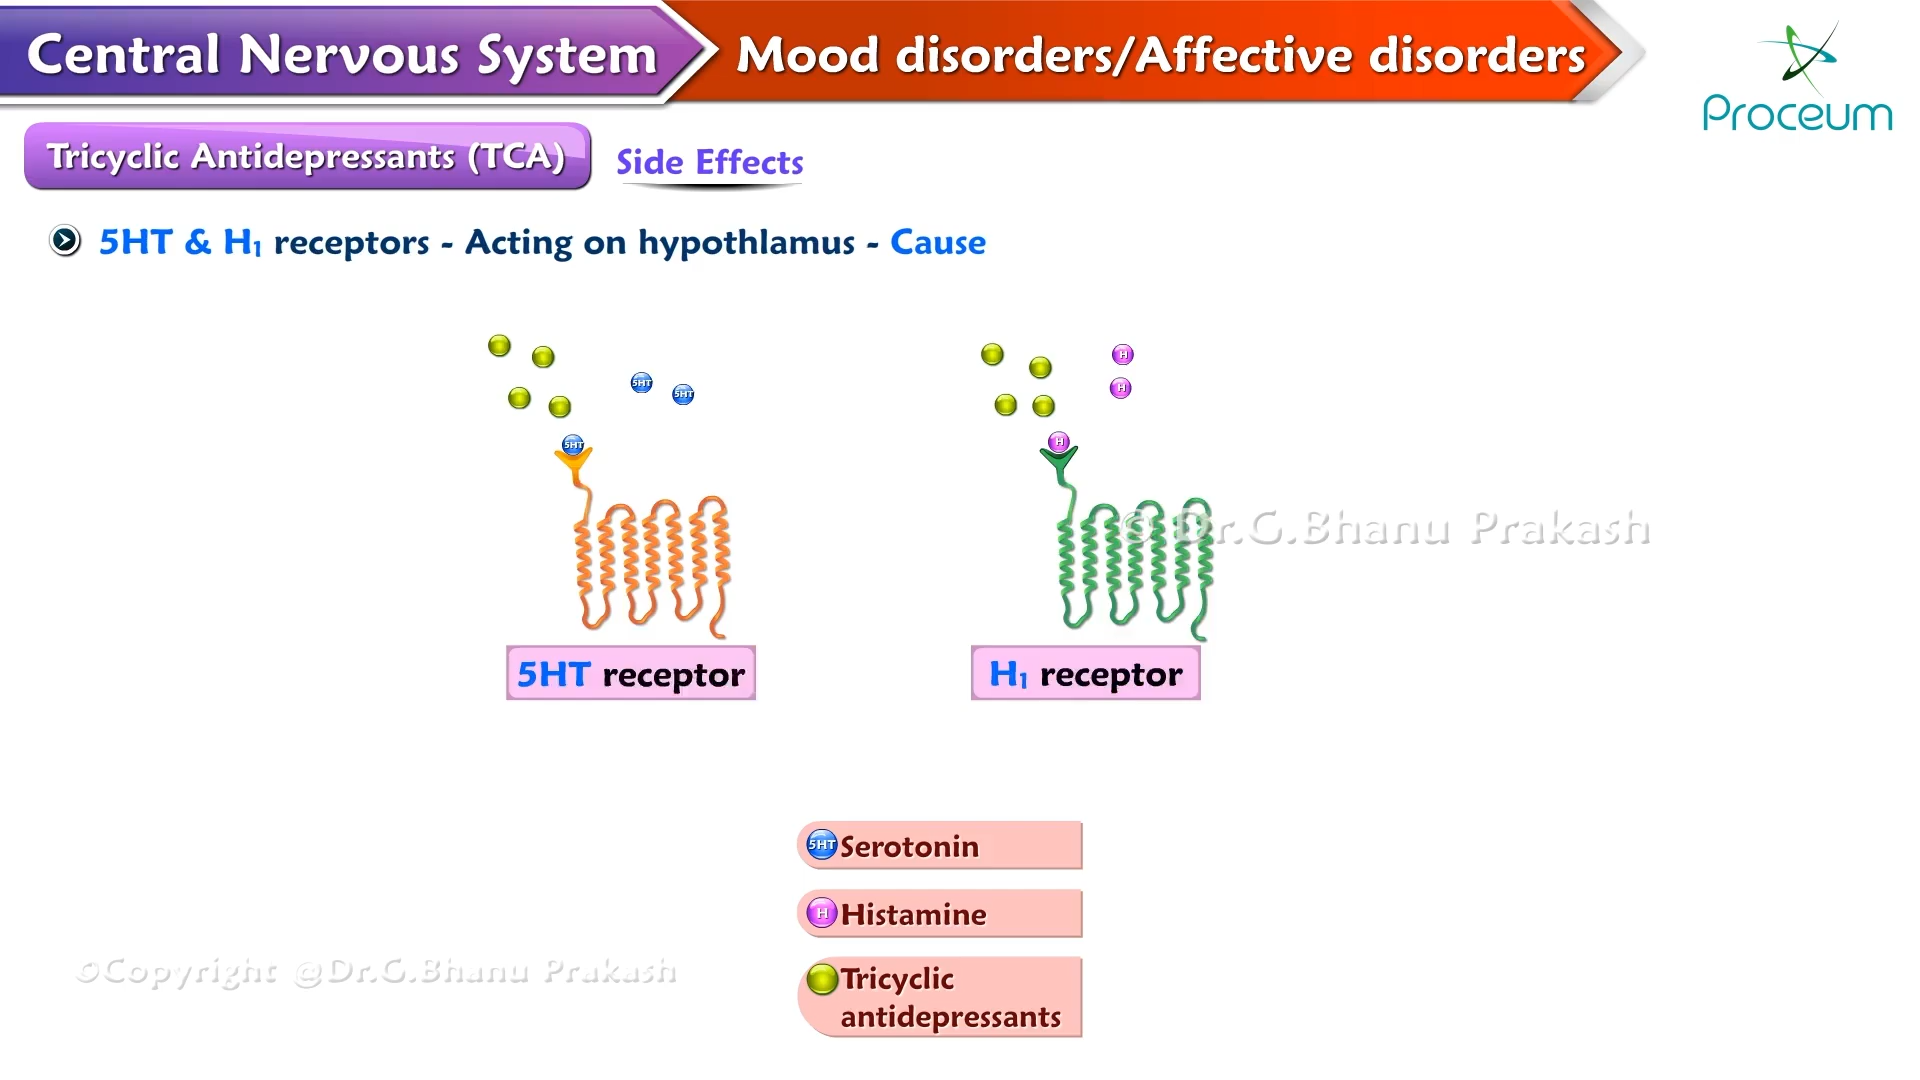 Central Nervous System
Mood disorders/Affective disorders
Proceum
Tricyclic Antidepressants (TCA)
Side Effects
5HT & H₁ receptors - Acting on hypothlamus - Cause
5HT
5HT
5HT
H
H
H
© Dr.G.Bhanu Prakash
5HT receptor
H₁ receptor
5HT Serotonin
H Histamine
Tricyclic
antidepressants
©Copyright @Dr.G.Bhanu Prakash